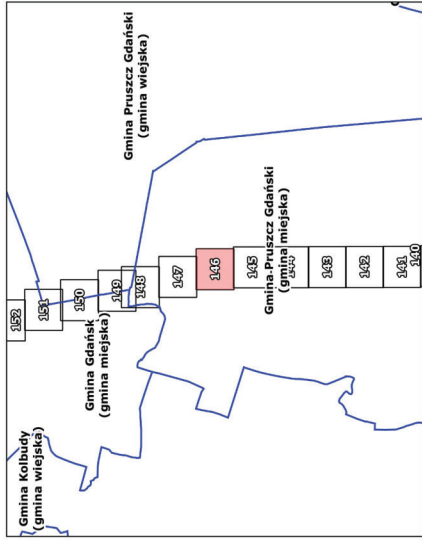 Gmina Kolbudy
(gmina wiejska)
Gmina Gdańsk
(gmina miejska)
Gmina Pruszcz Gdański
(gmina wiejska)
Gmina Pruszcz Gdański
(gmina miejska)
152
151
150
149
148
147
146
145
143
142
141
140